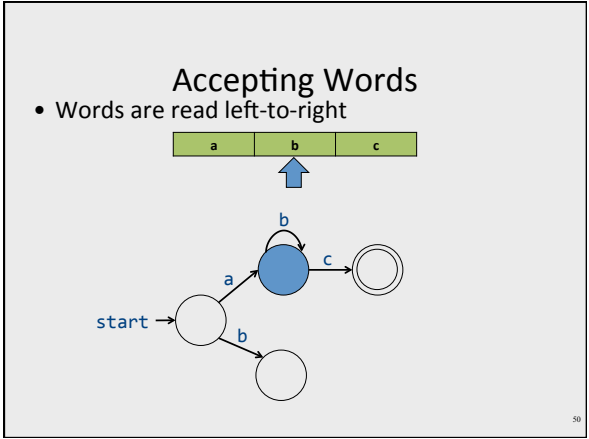 Accepting Words
• Words are read left-to-right
a b c
b
c
a
start
b
50